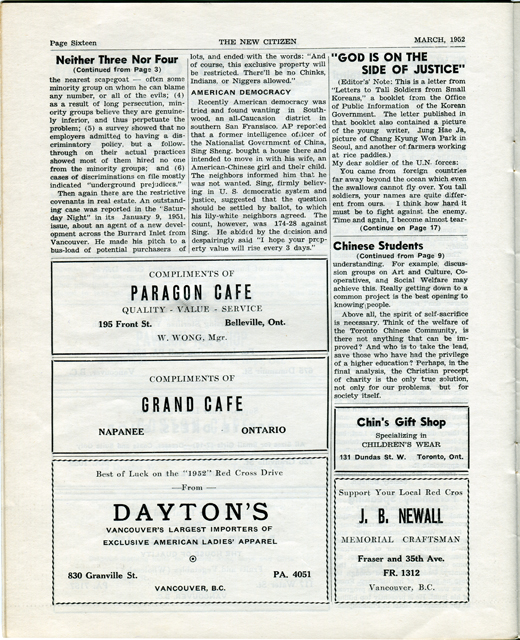 Page Sixteen
THE NEW CITIZEN
MARCH, 1952
Neither Three Nor Four
(Continued from Page 3)
the nearest scapegoat — often some
minority group on whom he can blame
any number, or all of the evils; (4)
as a result of long persecution, min-
ority groups believe they are genuine-
ly inferior, and thus perpetuate the
problem; (5) a survey showed that no
employers admitted to having a dis-
criminatory policy, but a follow-
through on their actual practices
showed most of them hired no one
from the minority groups; and (6)
cases of discriminations on file mostly
indicated "underground prejudices."
Then again there are the restrictive
covenants in real estate. An outstand-
ing case was reported in the "Satur-
day Night" in its January 9, 1951,
issue, about an agent of a new devel-
opment across the Burrard Inlet from
Vancouver. He made his pitch to a
bus-load of potential purchasers of
lots, and ended with the words: "And
of course, this exclusive property will
be restricted. There'll be no Chinks,
Indians, or Niggers allowed."
AMERICAN DEMOCRACY
Recently American democracy was
tried and found wanting in South-
wood, an all-Caucasian district in
southern San Francisco. AP reported
that a former intelligence officer of
the Nationalist Government of China,
Sing Sheng, bought a house there and
intended to move in with his wife, an
American-Chinese girl and their child.
The neighbors informed him that he
was not wanted. Sing, firmly believ-
ing in U. S. democratic system and
justice, suggested that the question
should be settled by ballot, to which
his lily-white neighbors agreed. The
count, however, was 174-28 against
Sing. He abided by the decision and
despairingly said "I hope your prop-
erty value will rise every 3 days."
"GOD IS ON THE
SIDE OF JUSTICE"
(Editor's Note: This is a letter from
"Letters to Tall Soldiers from Small
Koreans," a booklet from the Office
of Public Information of the Korean
Government. The letter published in
that booklet also contained a picture
of the young writer, Jung Hae Ja,
picture of Chang Kyung Won Park in
Seoul, and another of farmers working
at rice paddies.)
My dear soldier of the U.N. forces:
You came from foreign countries
far away beyond the ocean which even
the swallows cannot fly over. You tall
soldiers, your names are quite differ-
ent from ours. I think how hard it
must be to fight against the enemy.
Time and again, I become almost tear-
(Continue on Page 17)
Chinese Students
(Continued from Page 9)
understanding. For example, discus-
sion groups on Art and Culture, Co-
operatives, and Social Welfare may
achieve this. Really getting down to a
common project is the best opening to
knowing people.
Above all, the spirit of self-sacrifice
is necessary. Think of the welfare of
the Toronto Chinese Community, is
there not anything that can be im-
proved? And who is to take the lead,
save those who have had the privilege
of a higher education? Perhaps, in the
final analysis, the Christian precept
of charity is the only true solution,
not only for our problems, but for
society itself.
COMPLIMENTS OF
PARAGON CAFE
QUALITY - VALUE - SERVICE
195 Front St. Belleville, Ont.
W. WONG, Mgr.
COMPLIMENTS OF
GRAND CAFE
NAPANEE - ONTARIO
Best of Luck on the "1952" Red Cross Drive
—From—
DAYTON'S
VANCOUVER'S LARGEST IMPORTERS OF
EXCLUSIVE AMERICAN LADIES' APPAREL
830 Granville St. PA. 4051
VANCOUVER, B.C.
Chin's Gift Shop
Specializing in
CHILDREN'S WEAR
131 Dundas St. W. Toronto, Ont.
Support Your Local Red Cros
J. B. NEWALL
MEMORIAL CRAFTSMAN
Fraser and 35th Ave.
FR. 1312
Vancouver, B.C.